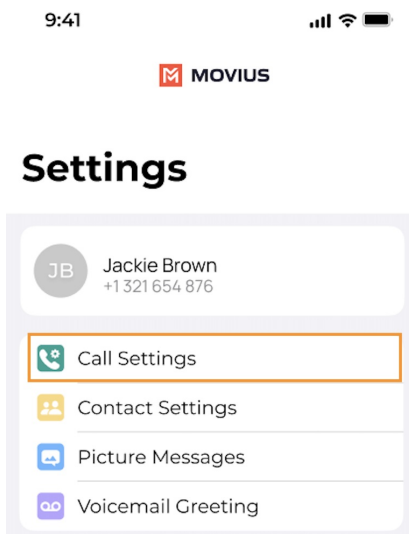 9:41
MOVIUS
Settings
JB
Jackie Brown
+1 321 654 876
Call Settings
Contact Settings
Picture Messages
Voicemail Greeting